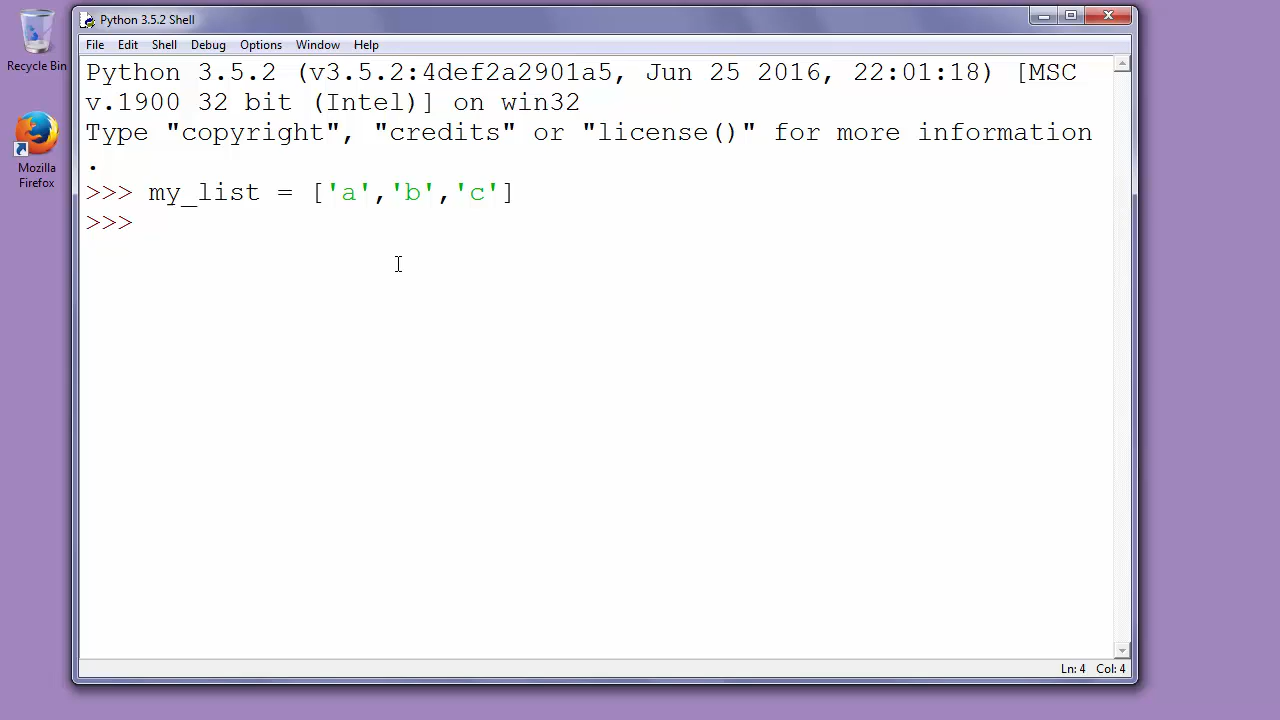 Recycle Bin
Mozilla
Firefox
Python 3.5.2 Shell
File Edit Shell Debug Options Window Help
Python 3.5.2 (v3.5.2:4def2a2901a5, Jun 25 2016, 22:01:18) [MSC
v.1900 32 bit (Intel)] on win32
Type "copyright", "credits" or "license()" for more information
.
>>> my_list = ['a','b','c']
>>>
Ln: 4 Col: 4